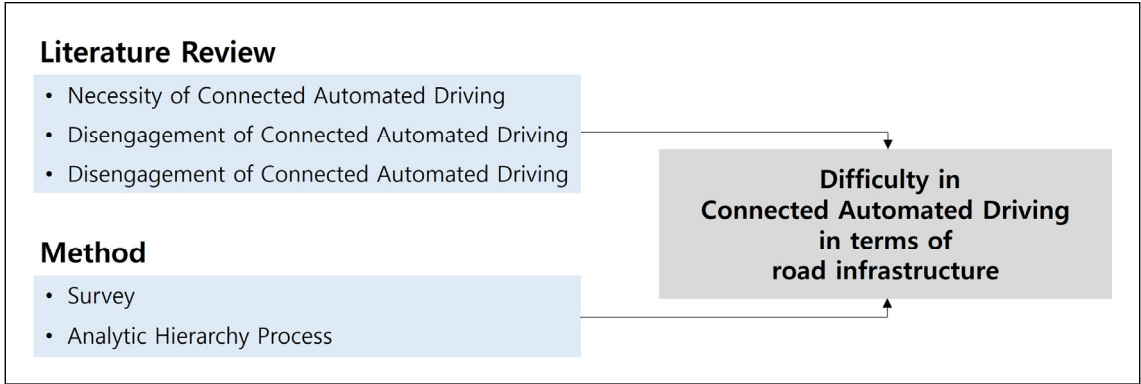 Literature Review
• Necessity of Connected Automated Driving
• Disengagement of Connected Automated Driving
• Disengagement of Connected Automated Driving
Difficulty in
Connected Automated Driving
in terms of
road infrastructure
Method
• Survey
• Analytic Hierarchy Process